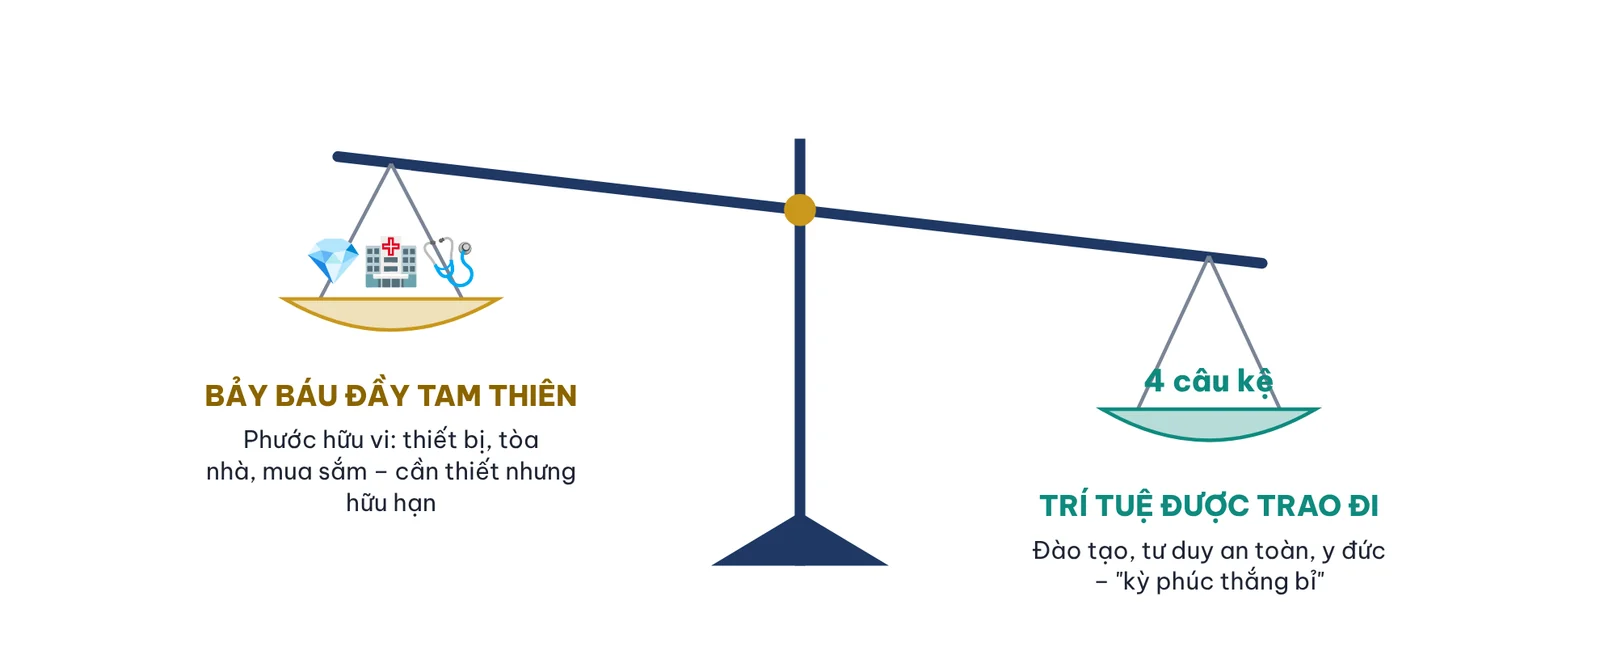 BẢY BÁU ĐẦY TAM THIÊN
Phước hữu vi: thiết bị, tòa
nhà, mua sắm – cần thiết nhưng
hữu hạn
4 câu kệ
TRÍ TUỆ ĐƯỢC TRAO ĐI
Đào tạo, tư duy an toàn, y đức
– "kỳ phúc thắng bỉ"